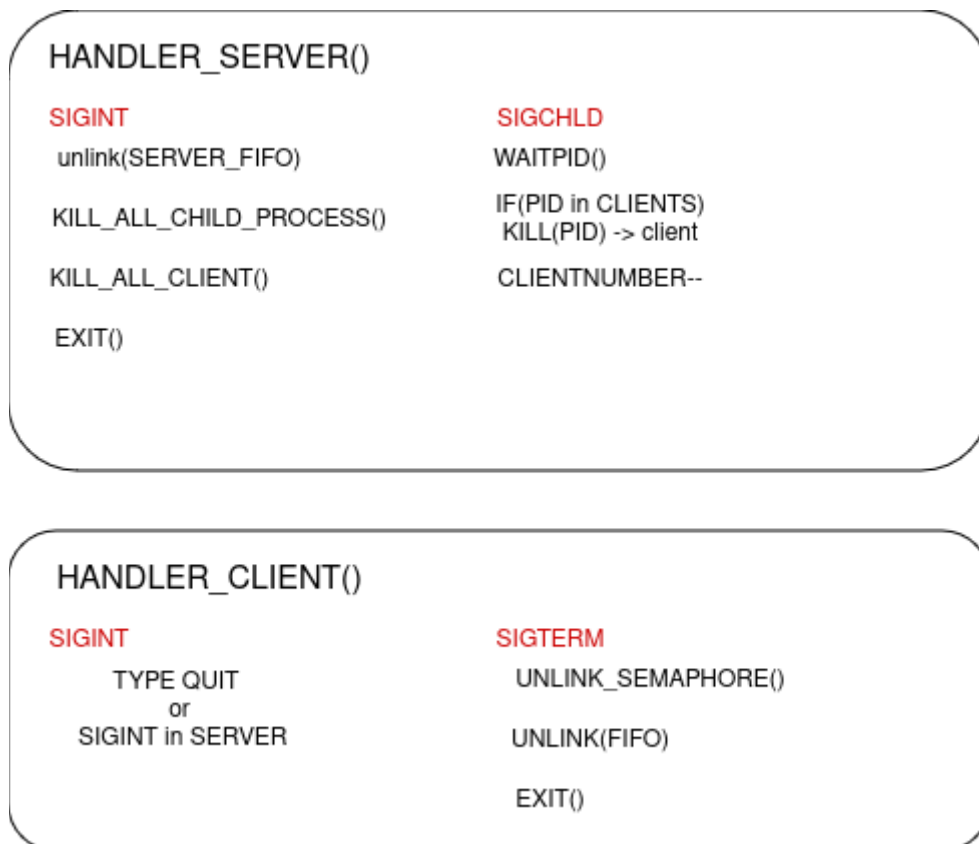 HANDLER_SERVER()
SIGINT
unlink(SERVER_FIFO)
KILL_ALL_CHILD_PROCESS()
KILL_ALL_CLIENT()
EXIT()
SIGCHLD
WAITPID()
IF(PID in CLIENTS)
KILL(PID) -> client
CLIENTNUMBER--
HANDLER_CLIENT()
SIGINT
TYPE QUIT
or
SIGINT in SERVER
SIGTERM
UNLINK_SEMAPHORE()
UNLINK(FIFO)
EXIT()